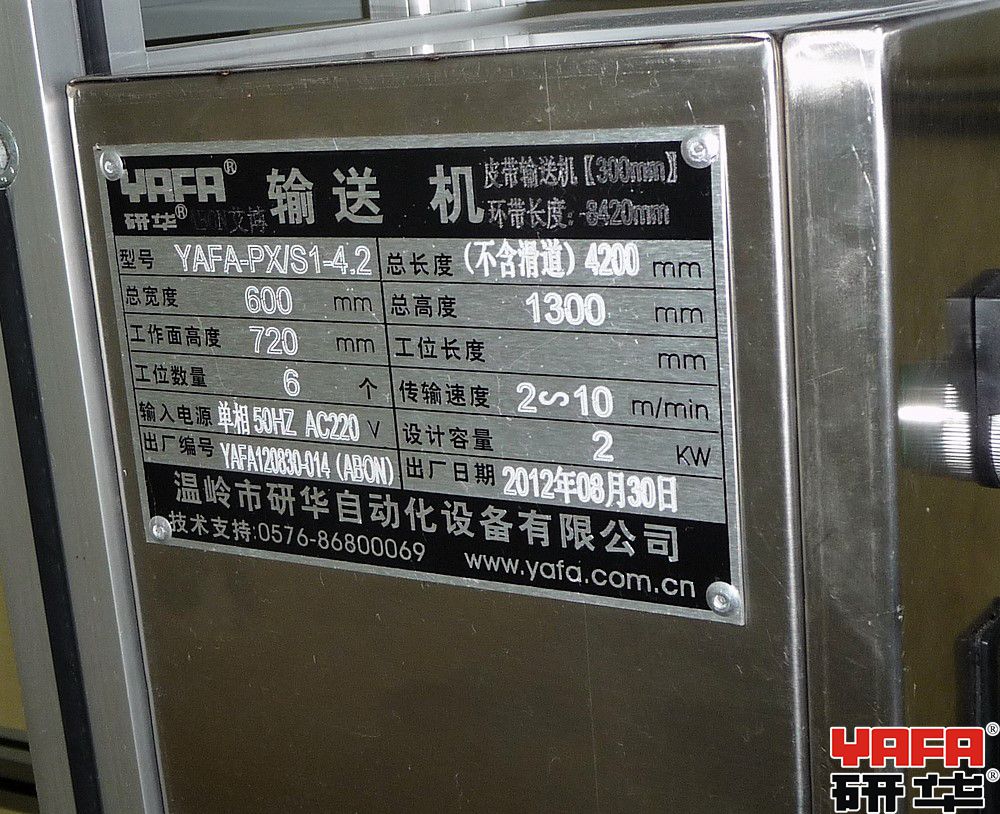 YAFA® 输送 机 皮带输送机【300mm】
研华® 艾博 环带长度:-8420mm
型号 YAFA-PX/S1-4.2 总长度 (不含滑道) 4200 mm
总宽度 600 mm 总高度 1300 mm
工作面高度 720 mm 工位长度 mm
工位数量 6 个 传输速度 2∽10 m/min
输入电源 单相50HZ AC220 V 设计容量 2 KW
出厂编号 YAFA120830-014 (ABON) 出厂日期 2012年08月30日
温岭市研华自动化设备有限公司
技术支持:0576-86800069 www.yafa.com.cn
YAFA®
研华®